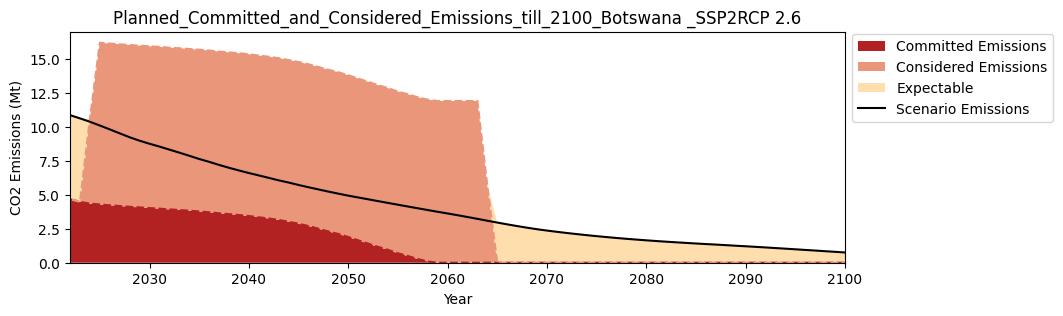 Planned_Committed_and_Considered_Emissions_till_2100_Botswana _SSP2RCP 2.6
CO2 Emissions (Mt)
15.0
12.5
10.0
7.5
5.0
2.5
0.0
2030 2040 2050 2060 2070 2080 2090 2100
Year
Committed Emissions
Considered Emissions
Expectable
Scenario Emissions